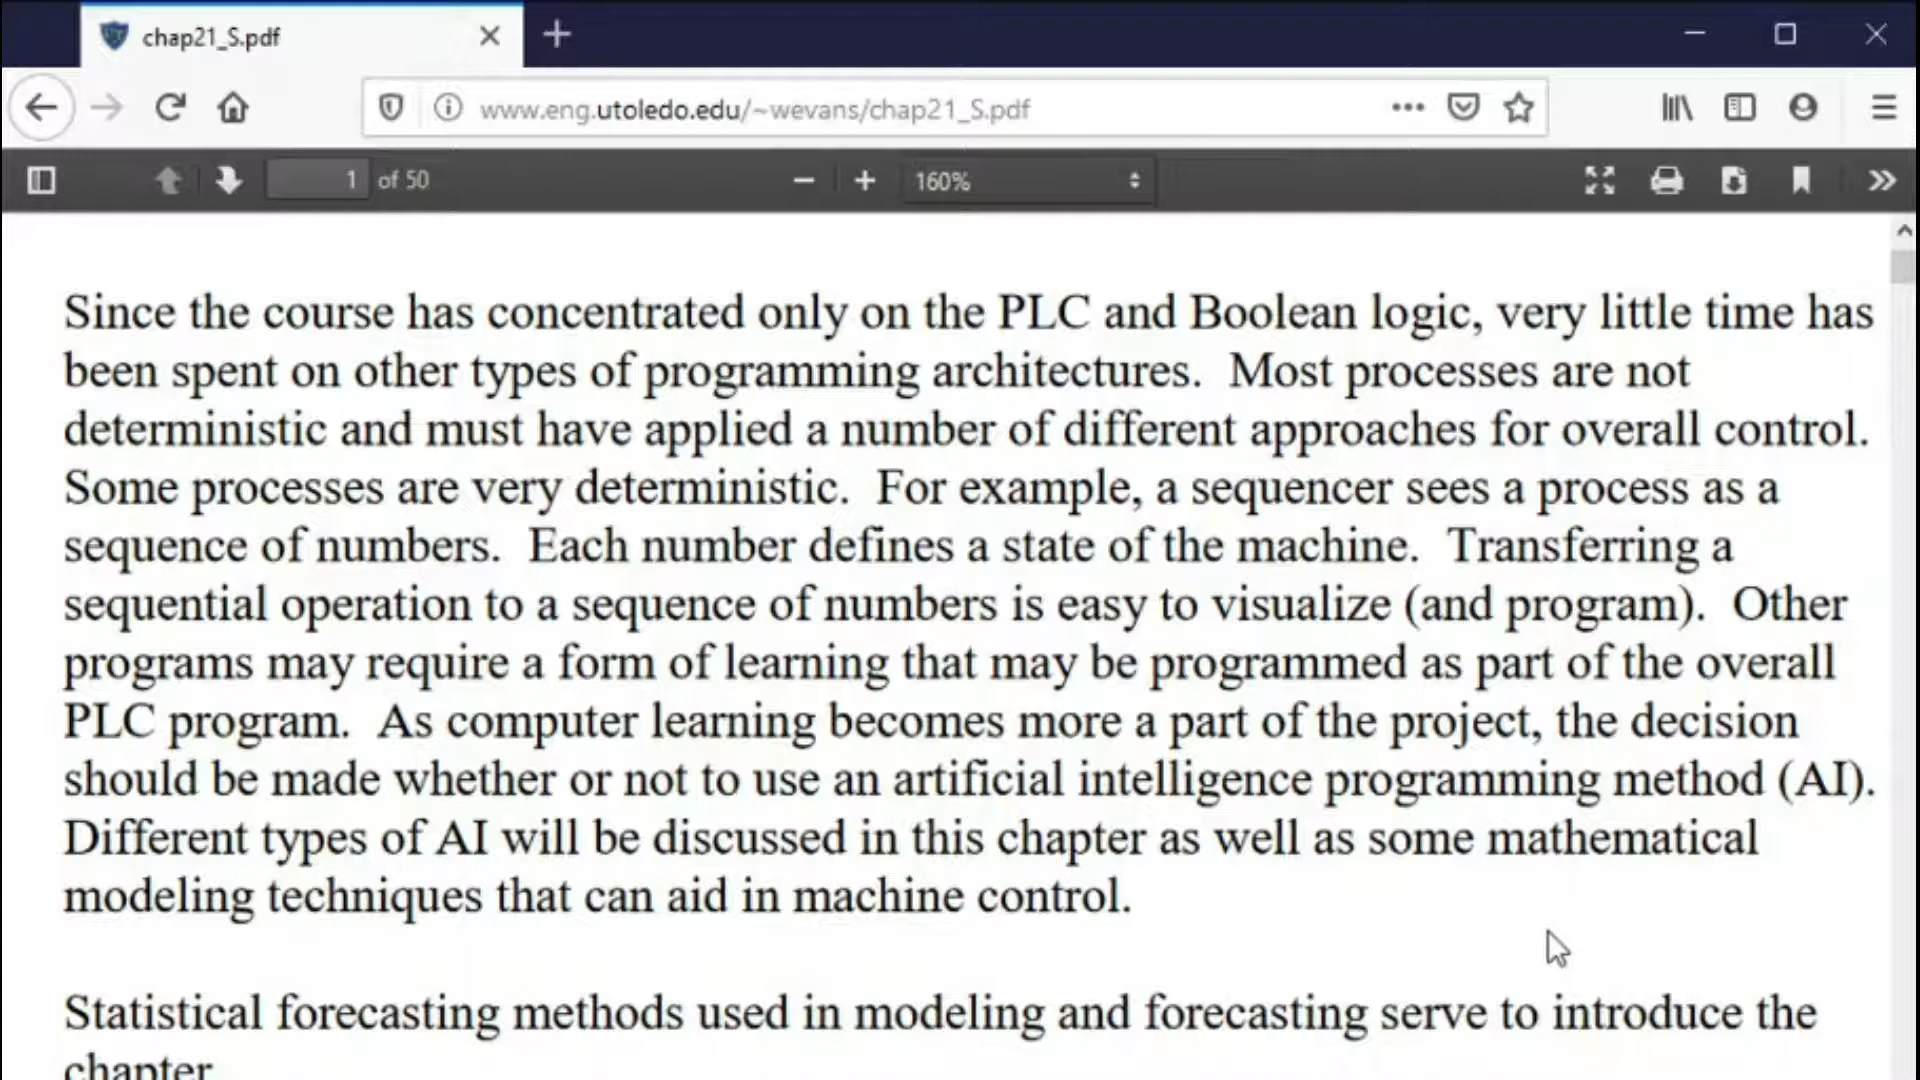 chap21_S.pdf
www.eng.utoledo.edu/~wevans/chap21_S.pdf
1 of 50
160%
Since the course has concentrated only on the PLC and Boolean logic, very little time has
been spent on other types of programming architectures. Most processes are not
deterministic and must have applied a number of different approaches for overall control.
Some processes are very deterministic. For example, a sequencer sees a process as a
sequence of numbers. Each number defines a state of the machine. Transferring a
sequential operation to a sequence of numbers is easy to visualize (and program). Other
programs may require a form of learning that may be programmed as part of the overall
PLC program. As computer learning becomes more a part of the project, the decision
should be made whether or not to use an artificial intelligence programming method (AI).
Different types of AI will be discussed in this chapter as well as some mathematical
modeling techniques that can aid in machine control.
Statistical forecasting methods used in modeling and forecasting serve to introduce the
chapter